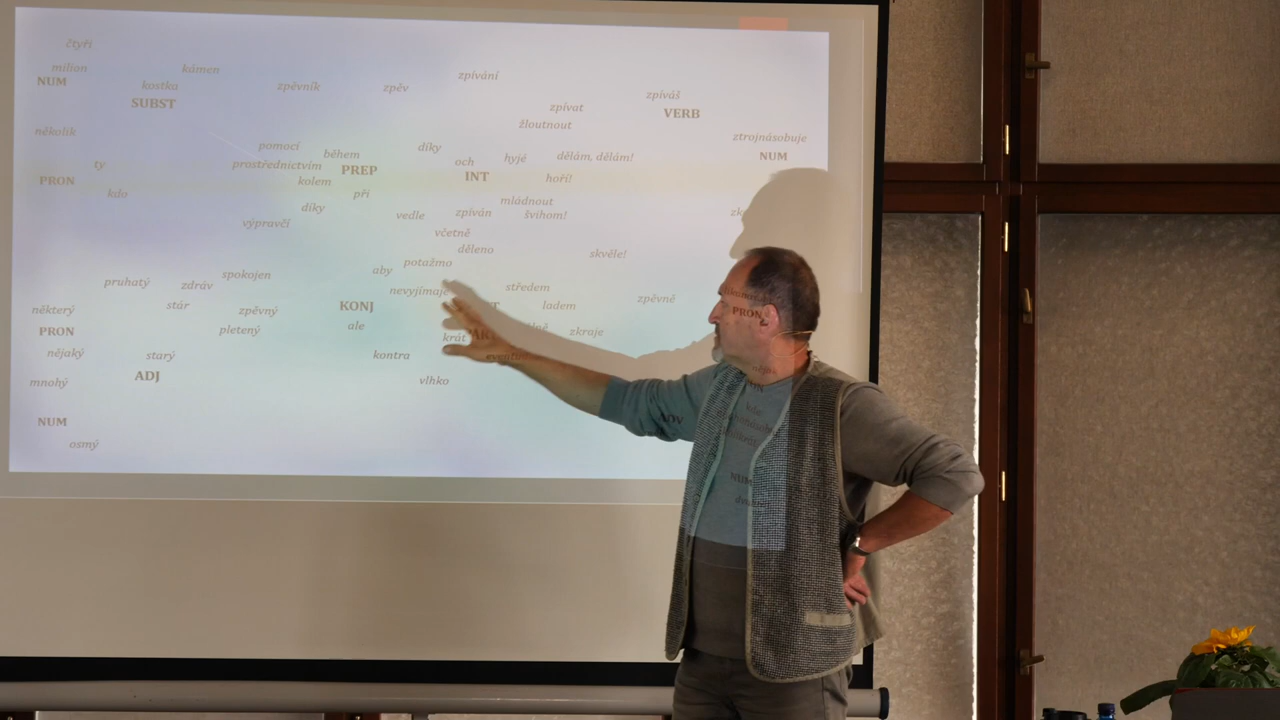 čtyři
milion
NUM
kámen
kostka
SUBST
zpěvník
zpěv
zpívání
zpíváš
VERB
zpívat
žloutnout
několik
ztrojnásobuje
NUM
pomocí
během
prostřednictvím
PREP
díky
och
hyjé
dělám, dělám!
INT
hoří!
ty
PRON
kdo
kolem
při
díky
výpravčí
vedle
zpíván
mládnout
švihom!
včetně
děleno
skvěle!
potažmo
aby
nevyjímaje
středem
ladem
zpěvně
pruhatý
zdráv
spokojen
stár
zpěvný
některý
KONJ
PRON
pletený
ale
krát
zkraje
nějaký
starý
kontra
mnohý
ADJ
vlhko
NUM
osmý
PRON
NUM